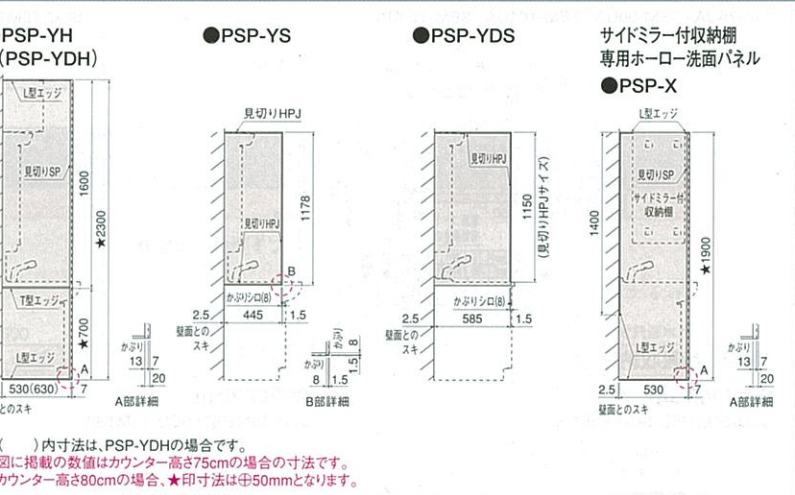 PSP-YH
(PSP-YDH)
L型エッジ
見切りSP
1600
★2300
T型エッジ
★700
L型エッジ
A
530(630)
7
とのスキ
かぶり
13 7
20
A部詳細
●PSP-YS
見切りHPJ
1178
見切りHPJ
B
かぶりシロ(8)
2.5
445
1.5
壁面との
スキ
かぶり
8
1.5
かぶり
8 1.5
B部詳細
●PSP-YDS
見切りHPJ
1150
(見切りHPJサイズ)
かぶりシロ(8)
2.5
585
1.5
壁面との
スキ
サイドミラー付収納棚
専用ホーロー洗面パネル
●PSP-X
L型エッジ
見切りSP
サイドミラー付
収納棚
1400
★1900
L型エッジ
A
2.5
530
7
壁面とのスキ
かぶり
13 7
20
A部詳細
( )内寸法は、PSP-YDHの場合です。
図に掲載の数値はカウンター高さ75cmの場合の寸法です。
カウンター高さ80cmの場合、★印寸法は⊕50mmとなります。